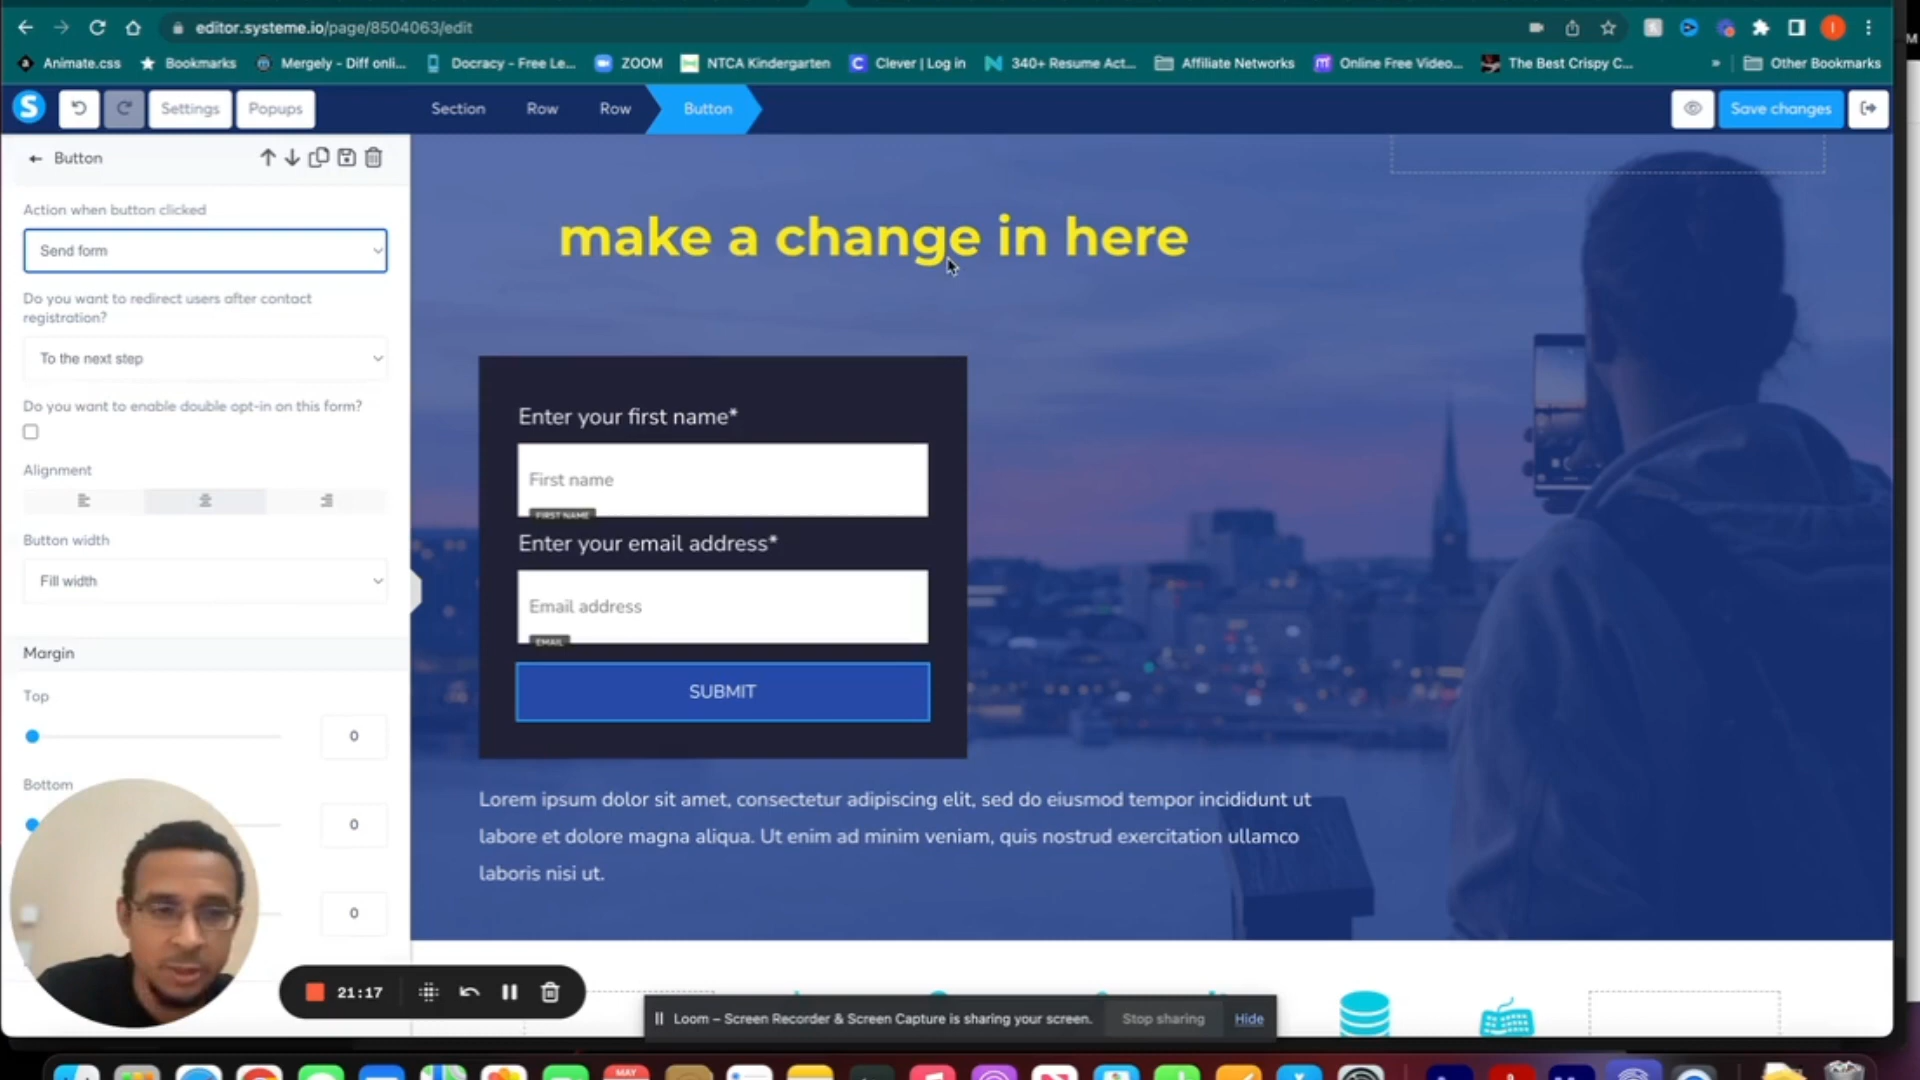 editor.systeme.io/page/8504063/edit
Animate.css
Bookmarks
Mergely - Diff onli...
Docracy - Free Le...
ZOOM
NTCA Kindergarten
Clever | Log in
340+ Resume Act...
Affiliate Networks
Online Free Video...
The Best Crispy C...
»
Other Bookmarks
S
Settings
Popups
Section
Row
Row
Button
Save changes
Button
Action when button clicked
Send form
Do you want to redirect users after contact
registration?
To the next step
Do you want to enable double opt-in on this form?
Alignment
Button width
Fill width
Margin
Top
0
Bottom
0
0
make a change in here
Enter your first name*
First name
FIRST NAME
Enter your email address*
Email address
EMAIL
SUBMIT
Lorem ipsum dolor sit amet, consectetur adipiscing elit, sed do eiusmod tempor incididunt ut
labore et dolore magna aliqua. Ut enim ad minim veniam, quis nostrud exercitation ullamco
laboris nisi ut.
21:17
Loom – Screen Recorder & Screen Capture is sharing your screen.
Stop sharing
Hide
MAY